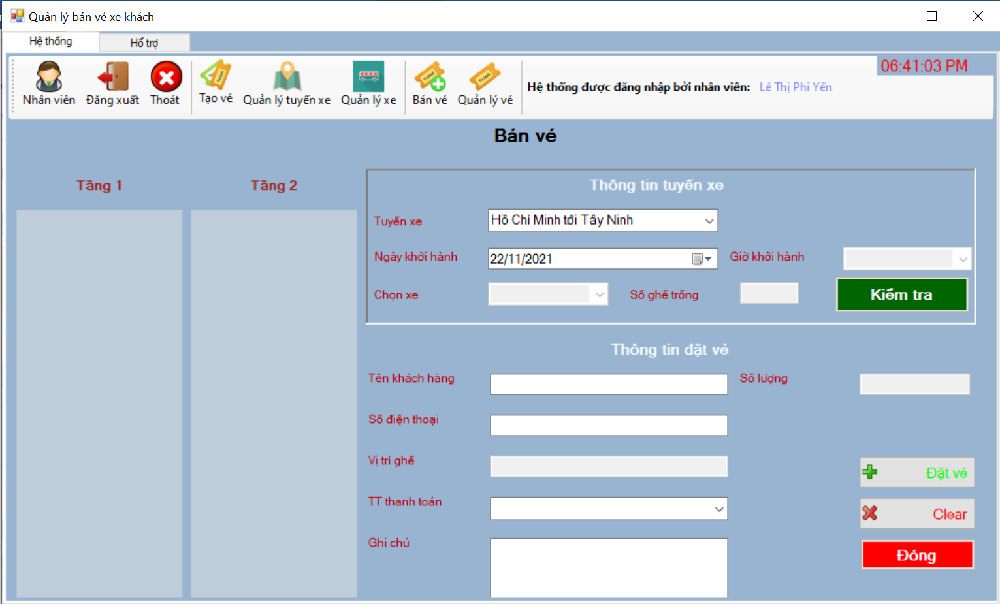 Quản lý bán vé xe khách
Hệ thống
Hổ trợ
Nhân viên
Đăng xuất
Thoát
Tạo vé
Quản lý tuyến xe
Quản lý xe
Bán vé
Quản lý vé
Hệ thống được đăng nhập bởi nhân viên: Lê Thị Phi Yến
06:41:03 PM
Bán vé
Tầng 1
Tầng 2
Thông tin tuyến xe
Tuyến xe
Hồ Chí Minh tới Tây Ninh
Ngày khởi hành
22/11/2021
Giờ khởi hành
Chọn xe
Số ghế trống
Kiểm tra
Thông tin đặt vé
Tên khách hàng
Số lượng
Số điện thoại
Vị trí ghế
Đặt vé
TT thanh toán
Clear
Ghi chú
Đóng